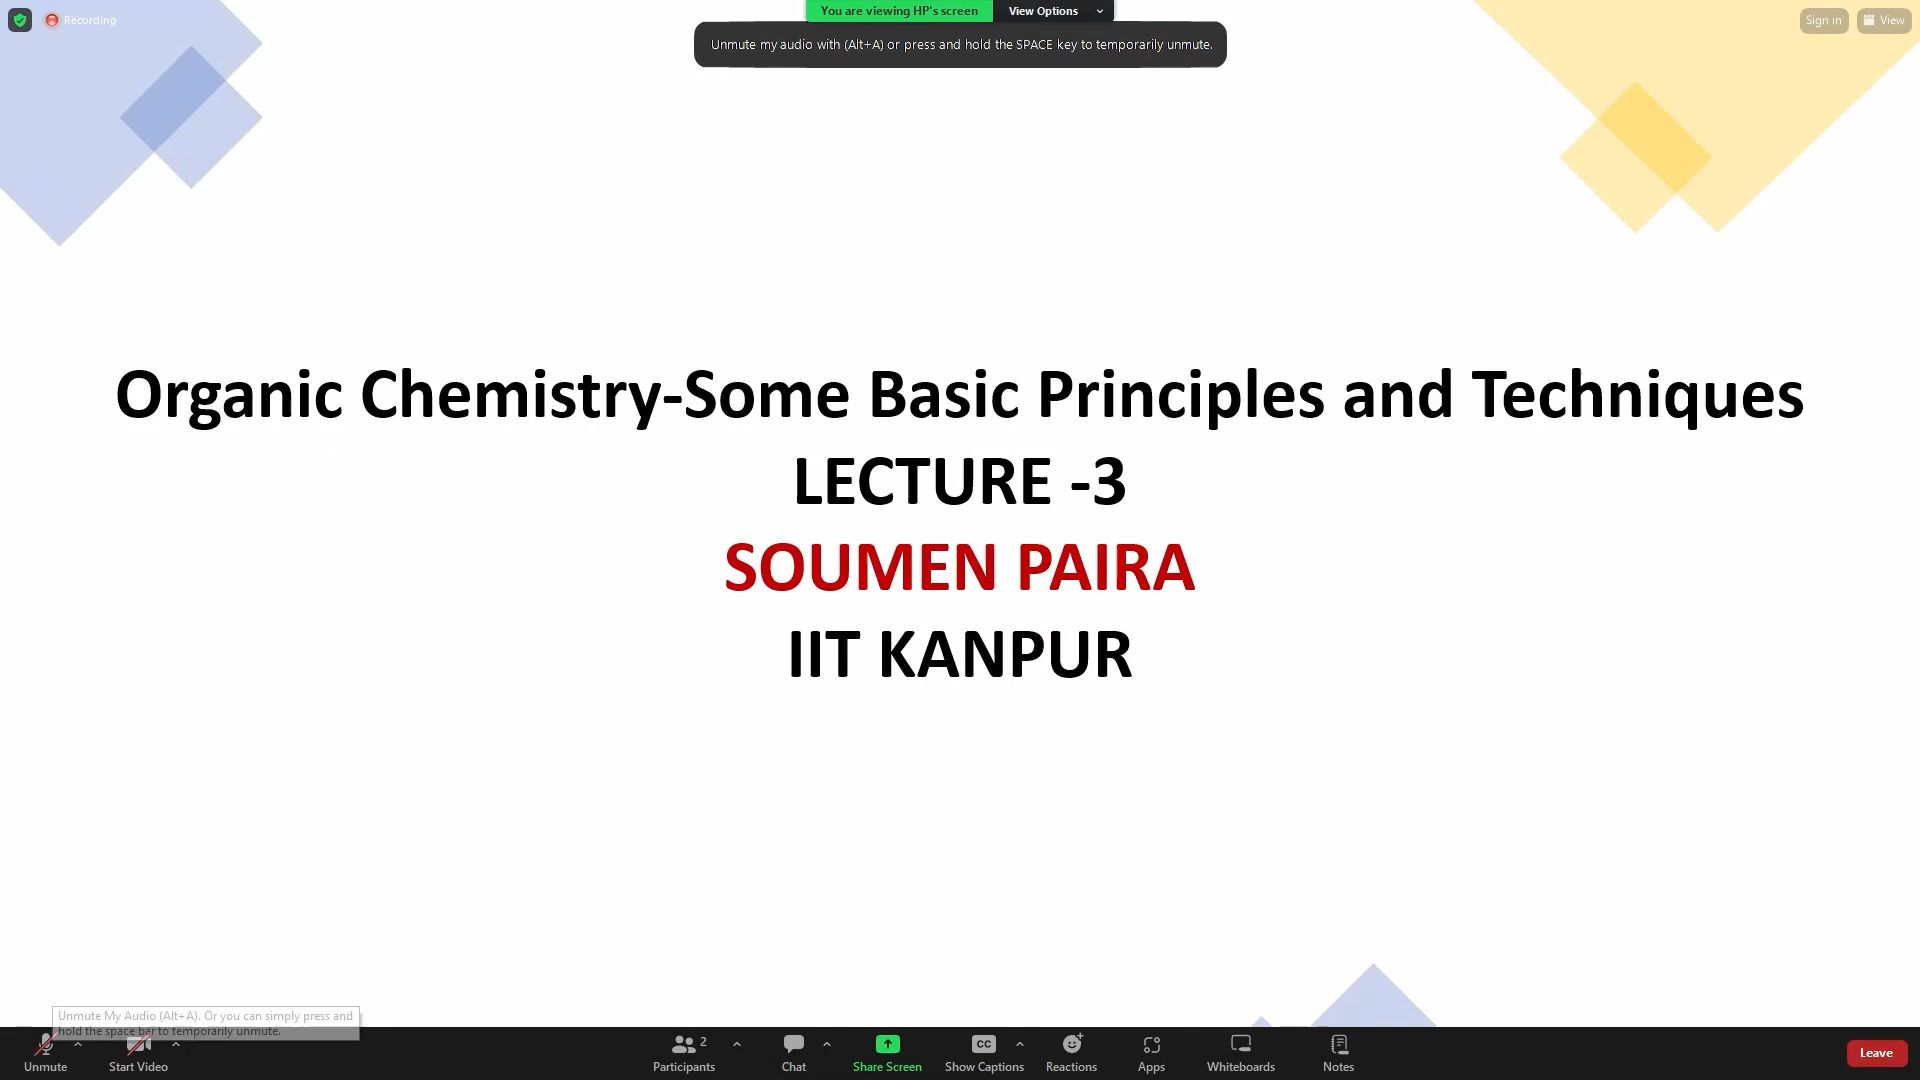 Recording
You are viewing HP's screen
View Options
Sign in
View
Unmute my audio with (Alt+A) or press and hold the SPACE key to temporarily unmute.
Organic Chemistry-Some Basic Principles and Techniques
LECTURE -3
SOUMEN PAIRA
IIT KANPUR
Unmute My Audio (Alt+A). Or you can simply press and
hold the space bar to temporarily unmute.
Unmute
Start Video
2
Participants
Chat
Share Screen
CC
Show Captions
Reactions
Apps
Whiteboards
Notes
Leave